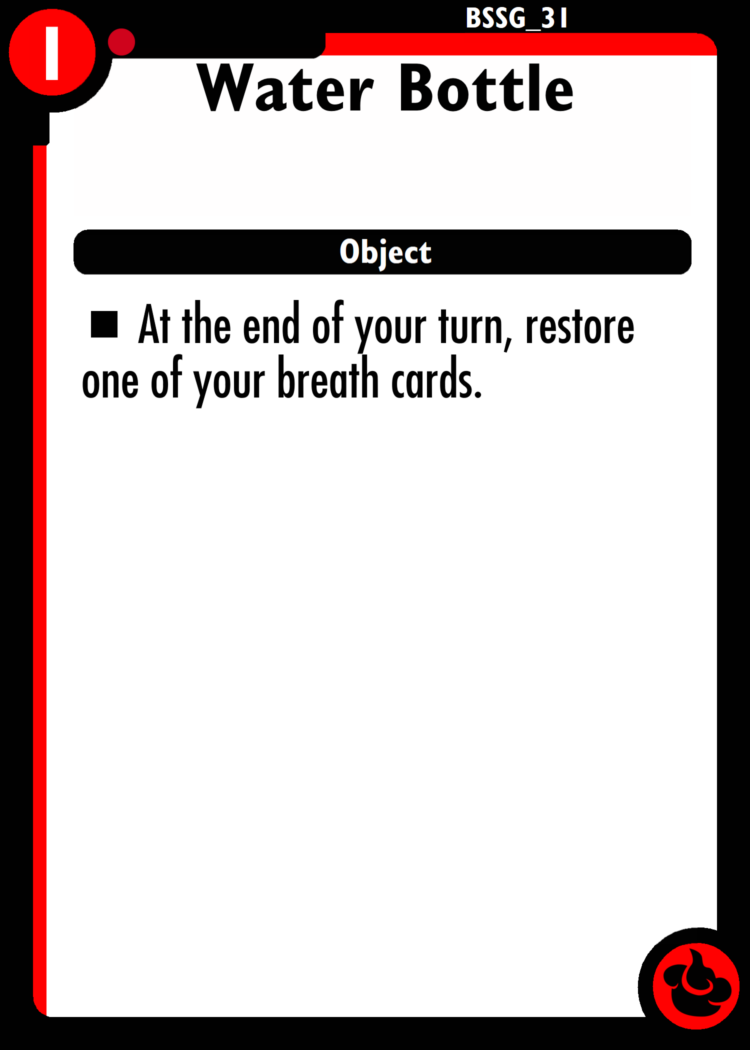 BSSG_31
1
Water Bottle
Object
■ At the end of your turn, restore
one of your breath cards.